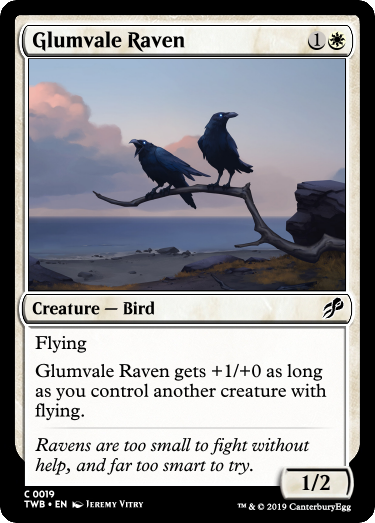 Glumvale Raven 1
Creature — Bird
Flying
Glumvale Raven gets +1/+0 as long
as you control another creature with
flying.
Ravens are too small to fight without
help, and far too smart to try.
1/2
C 0019
TWB • EN Jeremy Vitry
™ & © 2019 CanterburyEgg